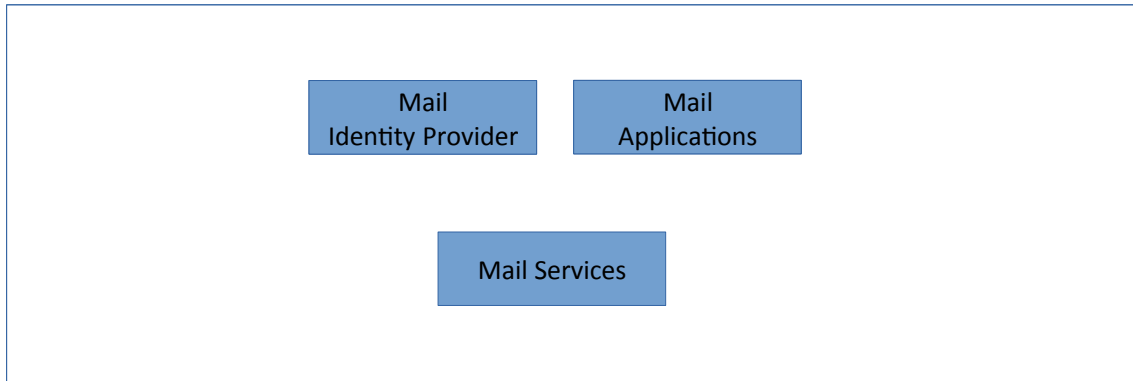 Mail
Identity Provider
Mail
Applications
Mail Services